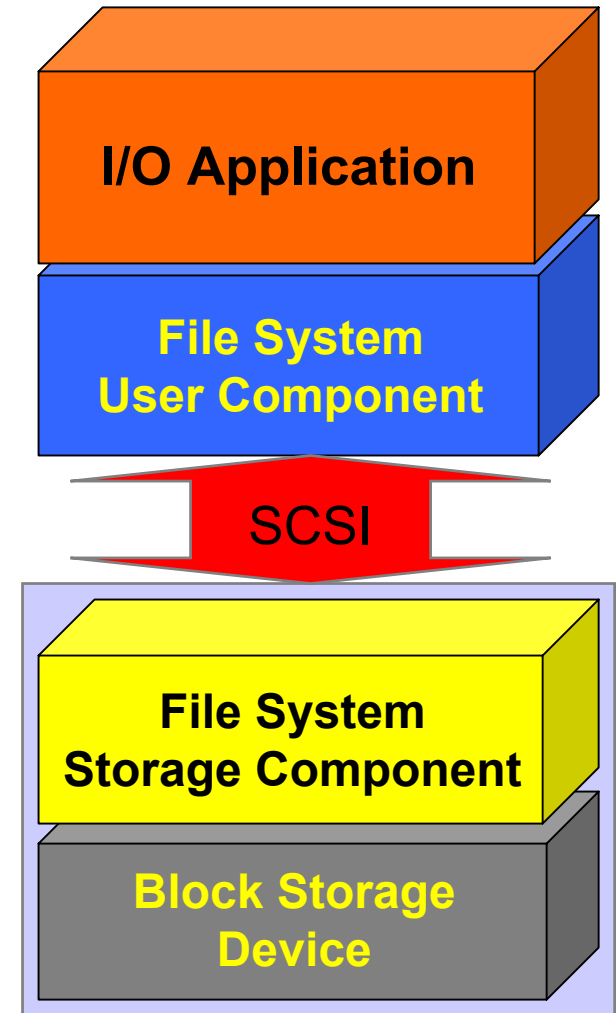 I/O Application
File System
User Component
SCSI
File System
Storage Component
Block Storage
Device